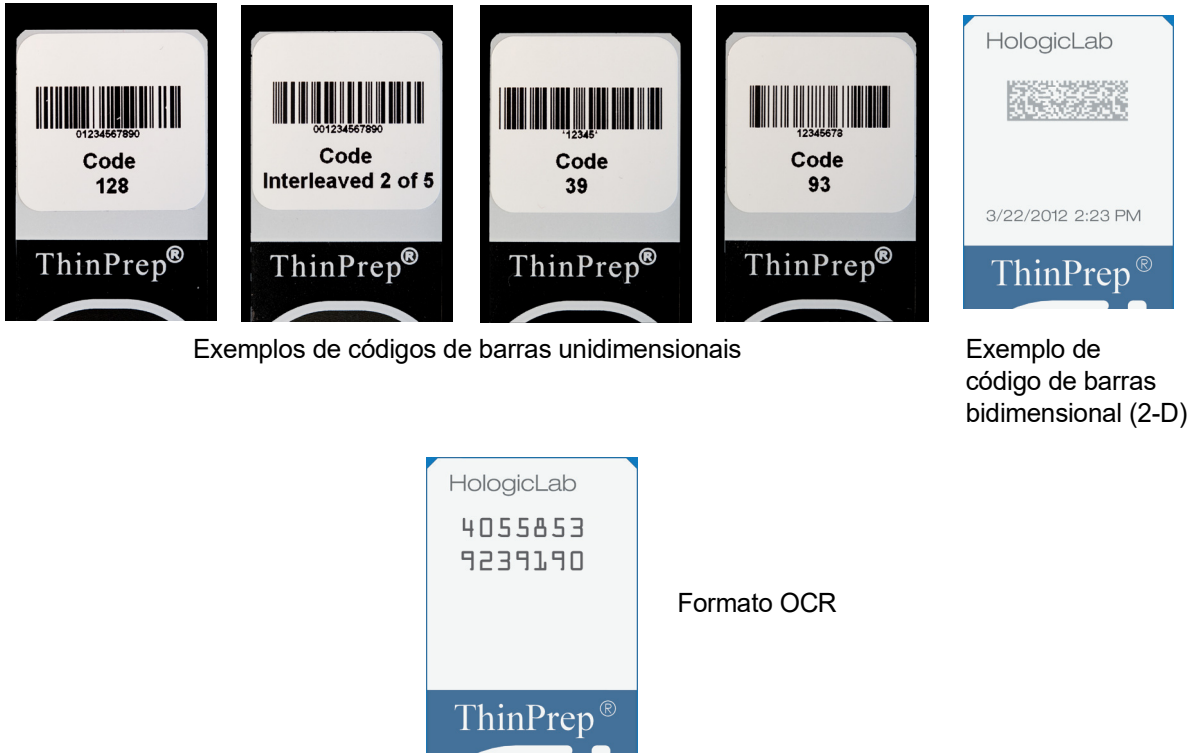 01234567890
Code
128
ThinPrep®
001234567890
Code
Interleaved 2 of 5
ThinPrep®
*12345*
Code
39
ThinPrep®
12345678
Code
93
ThinPrep®
HologicLab
3/22/2012 2:23 PM
ThinPrep®
Exemplos de códigos de barras unidimensionais
Exemplo de
código de barras
bidimensional (2-D)
HologicLab
4055853
9239190
Formato OCR
ThinPrep®